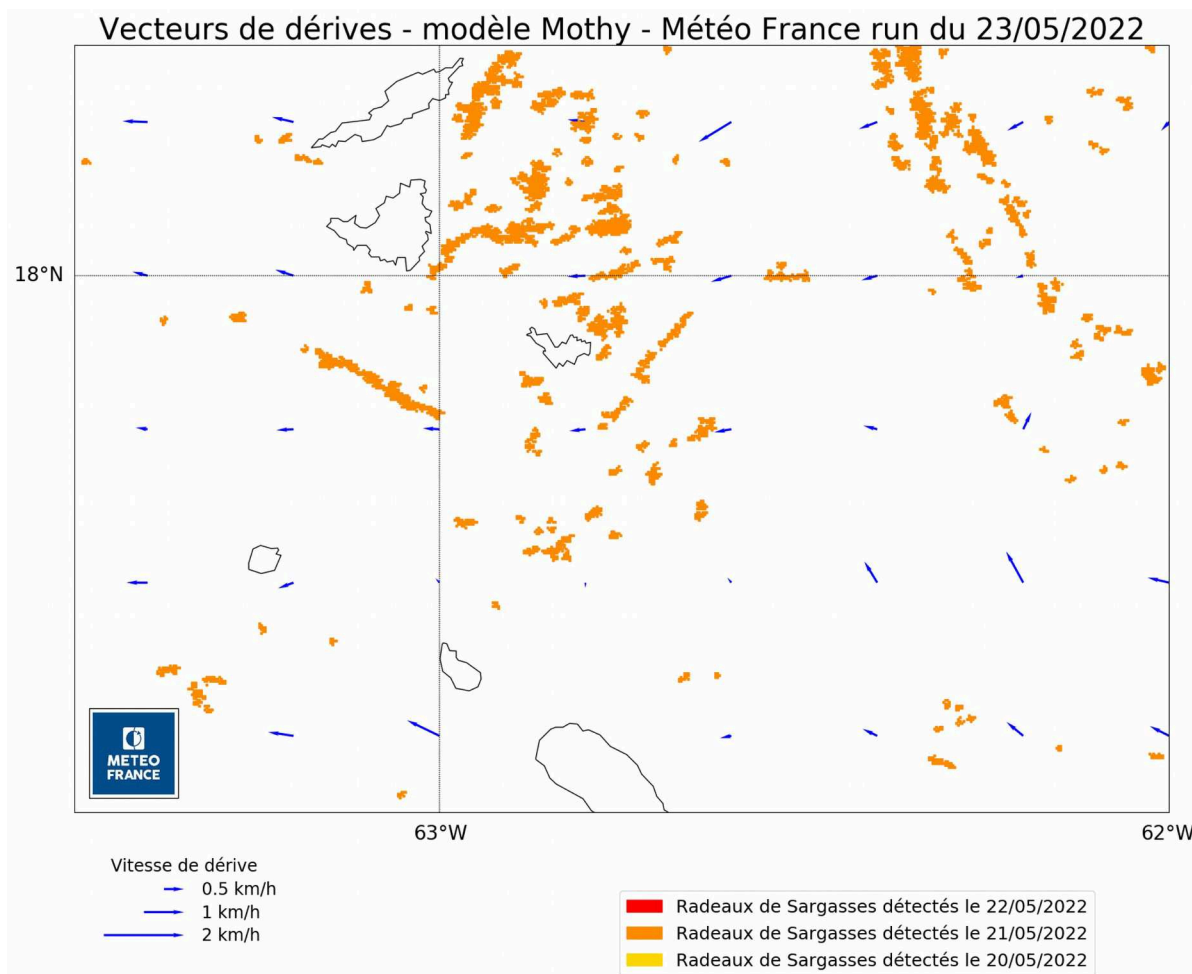 Vecteurs de dérives - modèle Mothy - Météo France run du 23/05/2022
18°N
METEO
FRANCE
63°W
62°W
Vitesse de dérive
0.5 km/h
1 km/h
2 km/h
Radeaux de Sargasses détectés le 22/05/2022
Radeaux de Sargasses détectés le 21/05/2022
Radeaux de Sargasses détectés le 20/05/2022